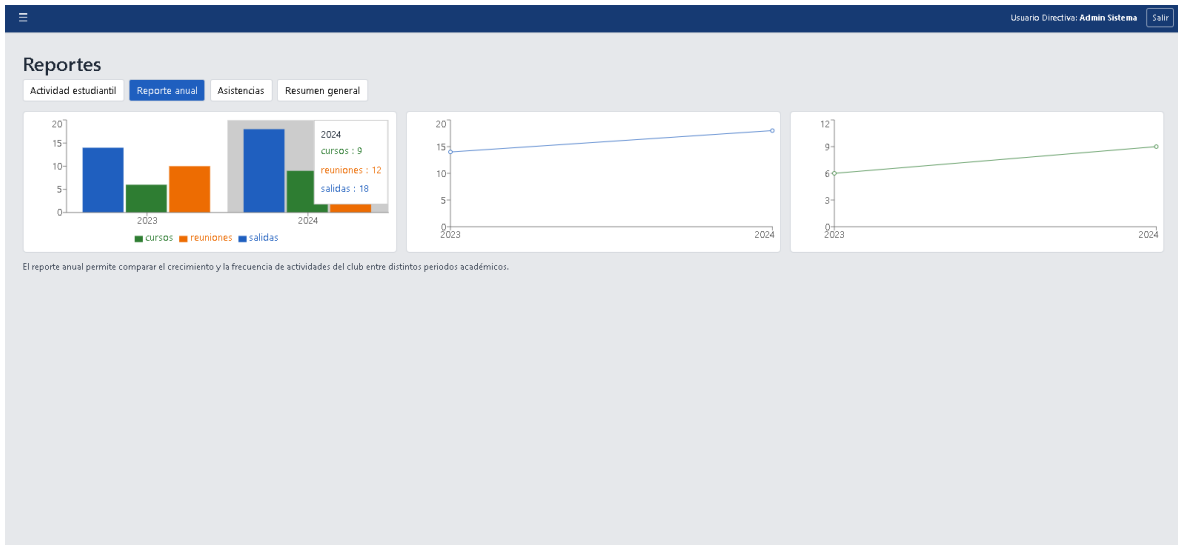 ☰
Usuario Directiva: Admin Sistema
Salir
Reportes
Actividad estudiantil
Reporte anual
Asistencias
Resumen general
20
15
10
5
0
2023
2024
2024
cursos : 9
reuniones : 12
salidas : 18
cursos
reuniones
salidas
20
15
10
5
0
2023
2024
12
9
6
3
0
2023
2024
El reporte anual permite comparar el crecimiento y la frecuencia de actividades del club entre distintos periodos académicos.